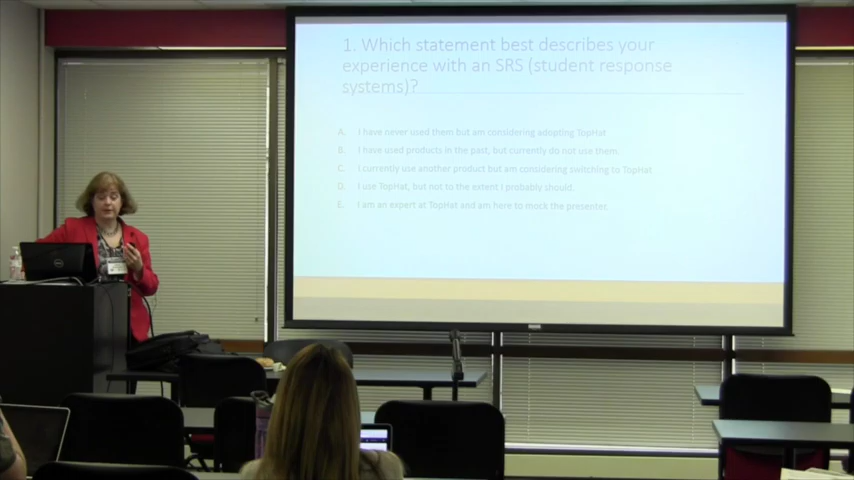 1. Which statement best describes your
experience with an SRS (student response
systems)?
A. I have never used them but am considering adopting TopHat
B. I have used products in the past, but currently do not use them.
C. I currently use another product but am considering switching to TopHat
D. I use TopHat, but not to the extent I probably should.
E. I am an expert at TopHat and am here to mock the presenter.